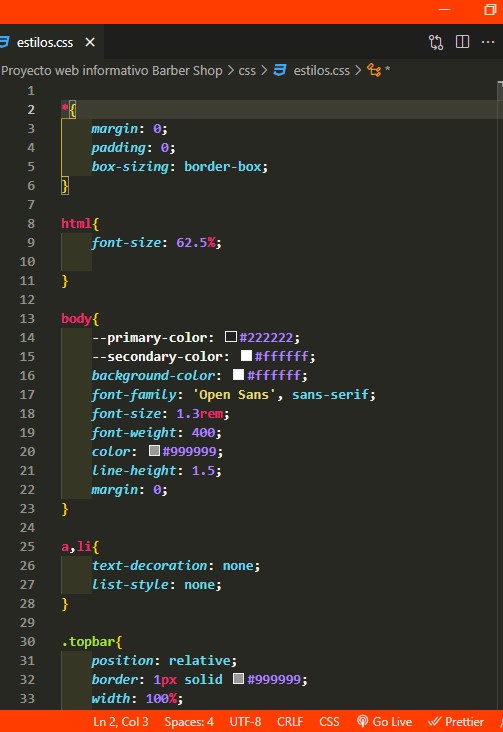 estilos.css
Proyecto web informativo Barber Shop > css > estilos.css > *
1
2 *{
3 margin: 0;
4 padding: 0;
5 box-sizing: border-box;
6 }
7
8 html{
9 font-size: 62.5%;
10
11 }
12
13 body{
14 --primary-color: #222222;
15 --secondary-color: #ffffff;
16 background-color: #ffffff;
17 font-family: 'Open Sans', sans-serif;
18 font-size: 1.3rem;
19 font-weight: 400;
20 color: #999999;
21 line-height: 1.5;
22 margin: 0;
23 }
24
25 a,li{
26 text-decoration: none;
27 list-style: none;
28 }
29
30 .topbar{
31 position: relative;
32 border: 1px solid #999999;
33 width: 100%;
Ln 2, Col 3 Spaces: 4 UTF-8 CRLF CSS Go Live Prettier